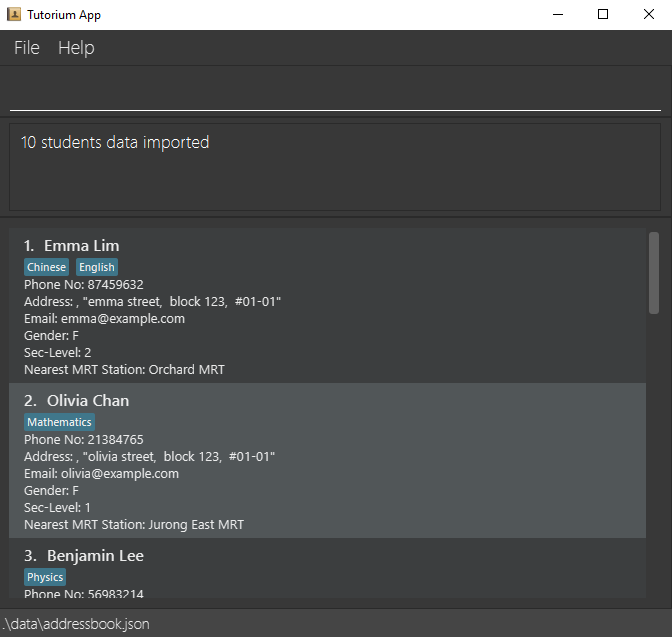 Tutorium App
File Help
10 students data imported
1. Emma Lim
Chinese English
Phone No: 87459632
Address: , "emma street, block 123, #01-01"
Email: emma@example.com
Gender: F
Sec-Level: 2
Nearest MRT Station: Orchard MRT
2. Olivia Chan
Mathematics
Phone No: 21384765
Address: , "olivia street, block 123, #01-01"
Email: olivia@example.com
Gender: F
Sec-Level: 1
Nearest MRT Station: Jurong East MRT
3. Benjamin Lee
Physics
Phone No: 56983214
.\data\addressbook.json